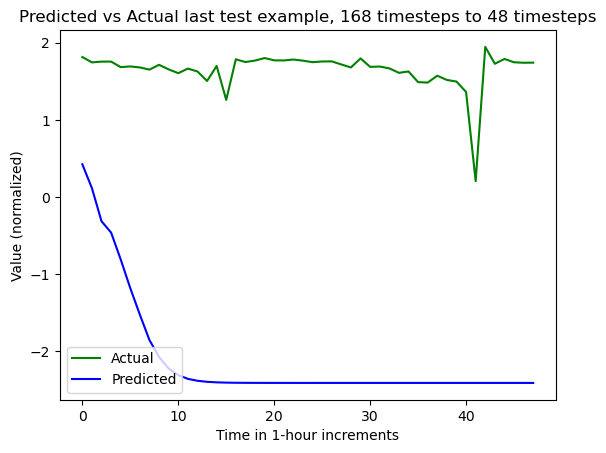 Predicted vs Actual last test example, 168 timesteps to 48 timesteps
2
1
0
−1
−2
Value (normalized)
Actual
Predicted
0
10
20
30
40
Time in 1-hour increments